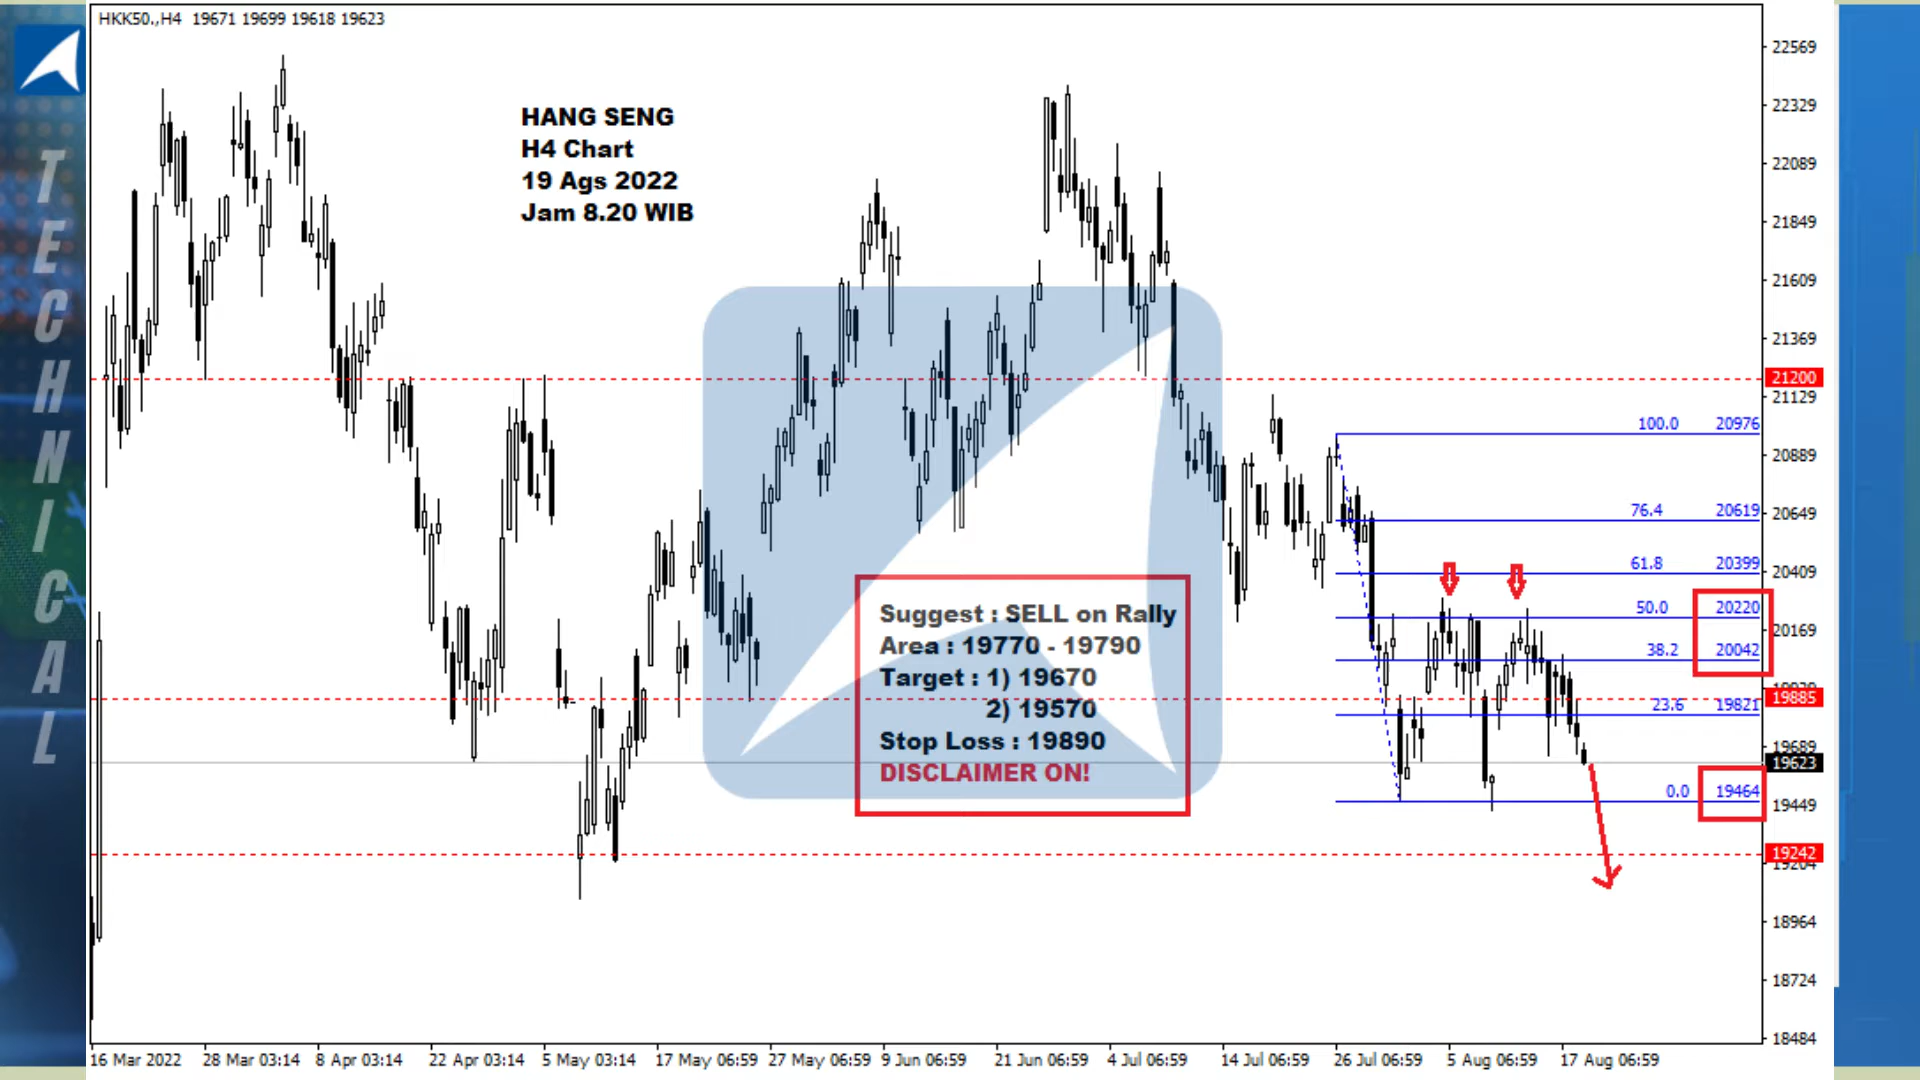 HKK50.,H4 19671 19699 19618 19623
TECHNICAL
HANG SENG
H4 Chart
19 Ags 2022
Jam 8.20 WIB
Suggest : SELL on Rally
Area : 19770 - 19790
Target : 1) 19670
2) 19570
Stop Loss : 19890
DISCLAIMER ON!
100.0 20976
76.4 20619
61.8 20399
50.0 20220
38.2 20042
23.6 19821
0.0 19464
22569
22329
22089
21849
21609
21369
21200
21129
20889
20649
20409
20169
19885
19689
19623
19449
19242
19204
18964
18724
18484
16 Mar 2022 28 Mar 03:14 8 Apr 03:14 22 Apr 03:14 5 May 03:14 17 May 06:59 27 May 06:59 9 Jun 06:59 21 Jun 06:59 4 Jul 06:59 14 Jul 06:59 26 Jul 06:59 5 Aug 06:59 17 Aug 06:59